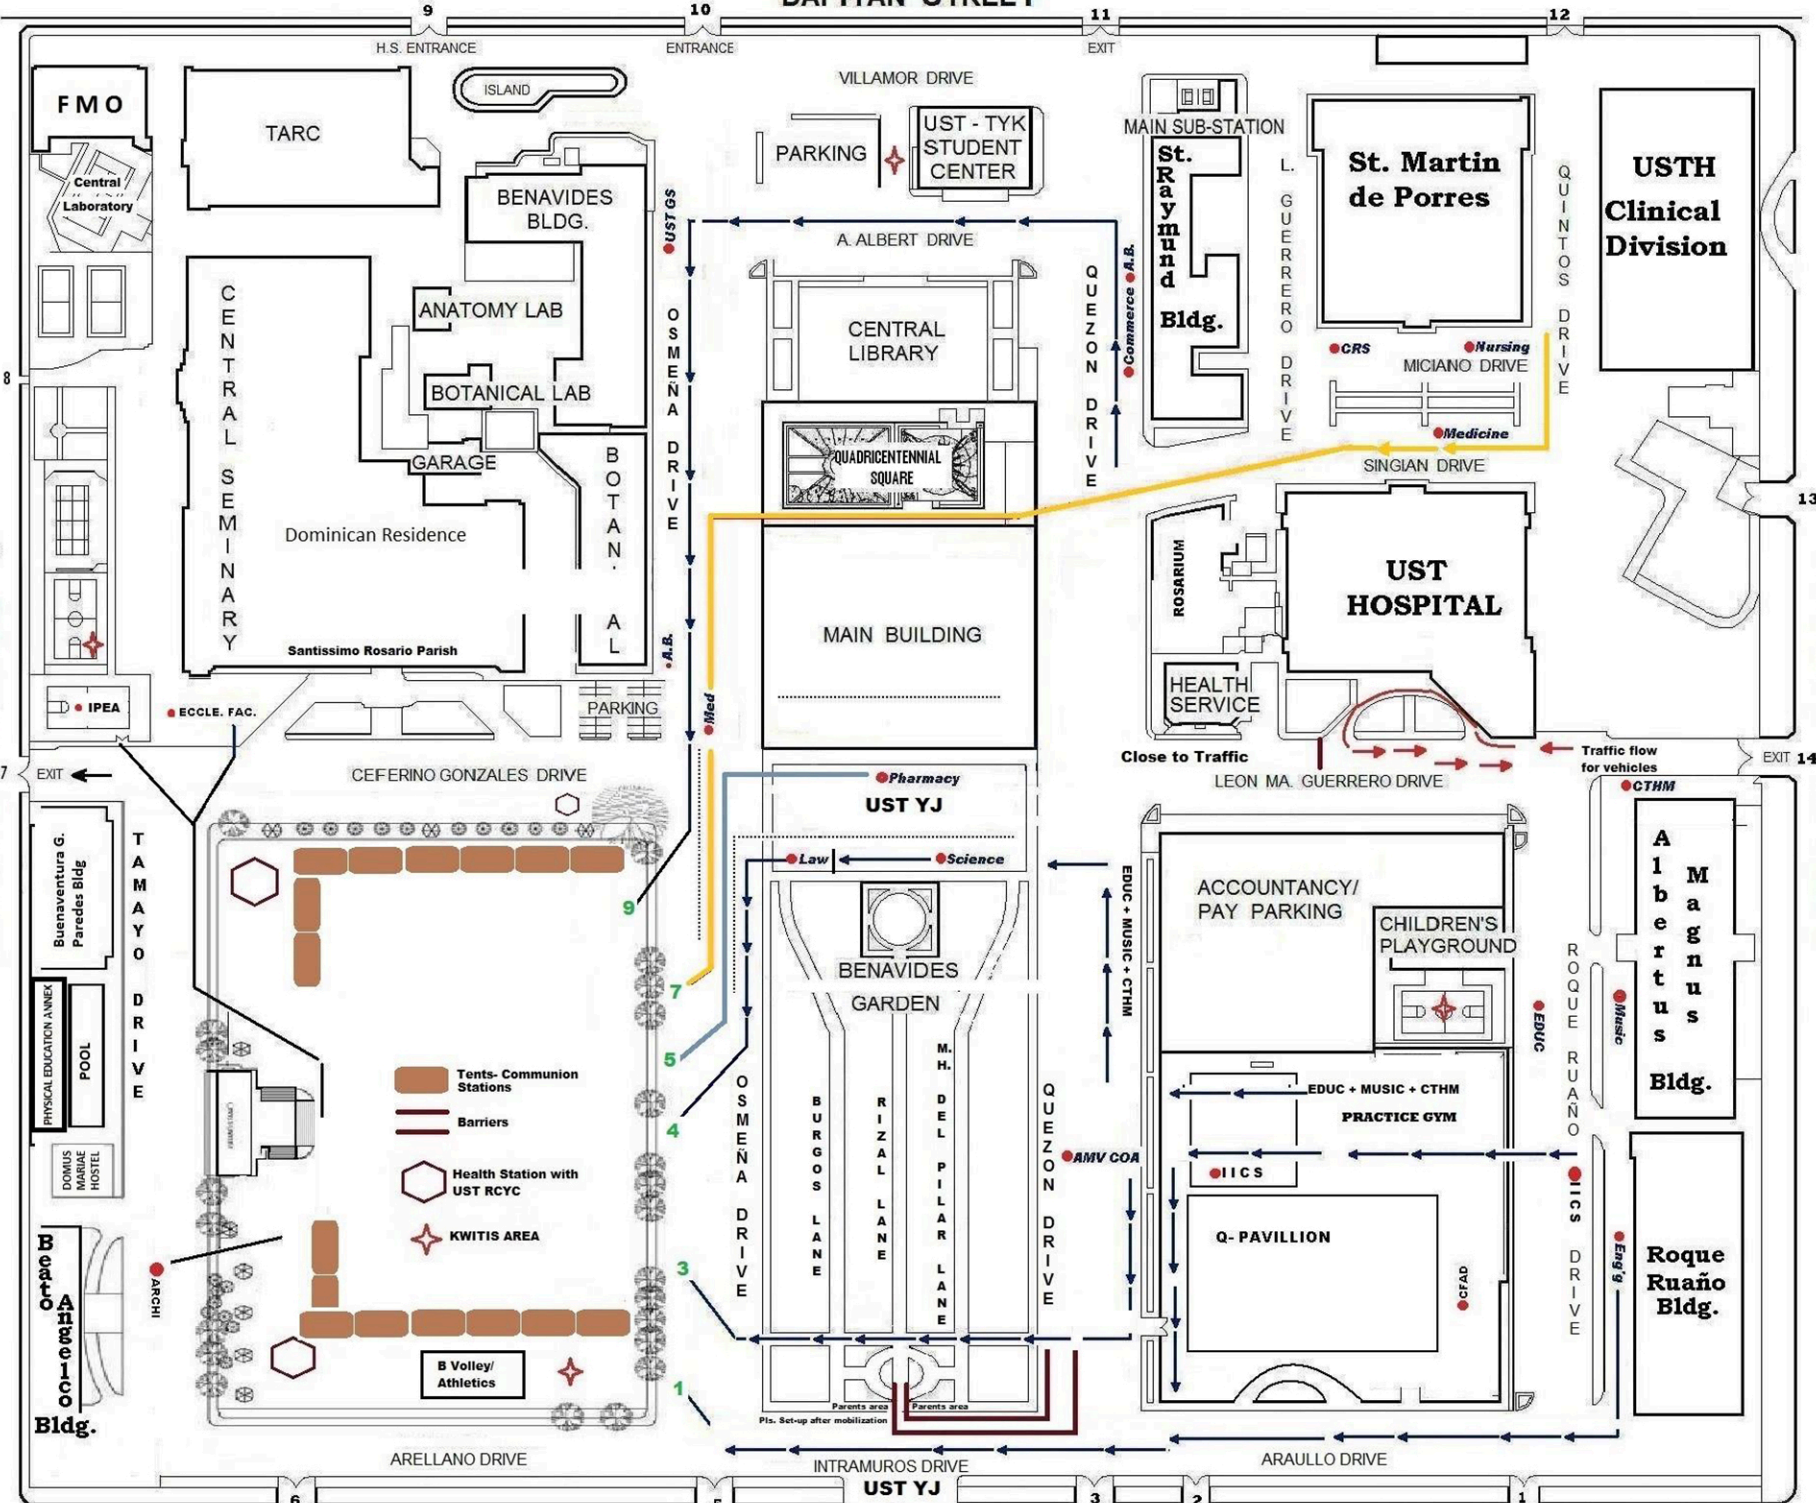 DAPITAN STREET
9
10
11
12
H.S. ENTRANCE
ENTRANCE
EXIT
FMO
TARC
ISLAND
VILLAMOR DRIVE
PARKING
UST - TYK
STUDENT
CENTER
MAIN SUB-STATION
St.
Raymund
Bldg.
L. GUERRERO DRIVE
St. Martin
de Porres
QUINTOS DRIVE
USTH
Clinical
Division
Central
Laboratory
BENAVIDES
BLDG.
UST GS
A. ALBERT DRIVE
ANATOMY LAB
BOTANICAL LAB
GARAGE
CENTRAL SEMINARY
OSMEÑA DRIVE
CENTRAL
LIBRARY
QUEZON DRIVE
Commerce
A.B.
CRS
Nursing
MICIANO DRIVE
Medicine
SINGIAN DRIVE
8
QUADRICENTENNIAL
SQUARE
BOTAN. AL
Dominican Residence
13
ROSARIUM
UST
HOSPITAL
MAIN BUILDING
Santissimo Rosario Parish
A.B.
HEALTH
SERVICE
IPEA
ECCLE. FAC.
PARKING
Med
Close to Traffic
Traffic flow
for vehicles
EXIT 14
7 EXIT
CEFERINO GONZALES DRIVE
LEON MA. GUERRERO DRIVE
Pharmacy
UST YJ
CTHM
Law
Science
Buenaventura G.
Paredes Bldg
TAMAYO DRIVE
9
EDUC + MUSIC + CTHM
ACCOUNTANCY/
PAY PARKING
CHILDREN'S
PLAYGROUND
Albertus
Magnus
Bldg.
BENAVIDES
GARDEN
7
ROQUE RUAÑO DRIVE
EDUC
Music
PHYSICAL EDUCATION ANNEX
POOL
5
M. H. DEL PILAR LANE
Tents- Communion
Stations
Barriers
EDUC + MUSIC + CTHM
PRACTICE GYM
4
OSMEÑA DRIVE
BURGOS LANE
RIZAL LANE
QUEZON DRIVE
AMV COA
IICS
IICS
DOMUS
MARIAE
HOSTEL
Health Station with
UST RCYC
KWITIS AREA
Q- PAVILLION
CFAD
Eng'g
Roque
Ruaño
Bldg.
Beato
Angelico
Bldg.
ARCHI
3
B Volley/
Athletics
1
Parents area
Parents area
Pls. Set-up after mobilization
ARELLANO DRIVE
INTRAMUROS DRIVE
ARAULLO DRIVE
UST YJ
6
5
3
2
1